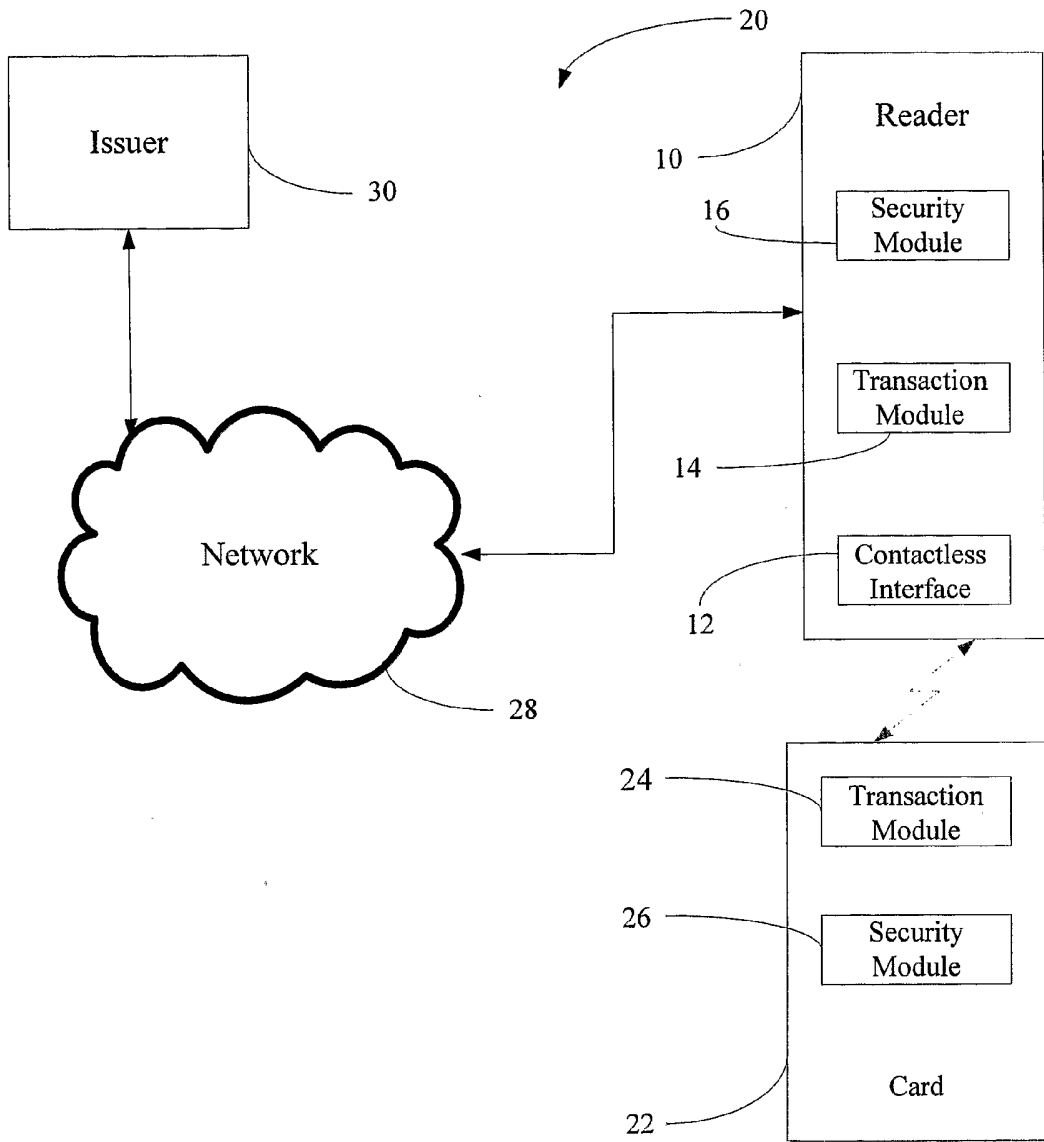 20
Issuer
30
Reader
10
16
Security
Module
Transaction
Module
14
Network
Contactless
Interface
12
28
24
Transaction
Module
26
Security
Module
Card
22